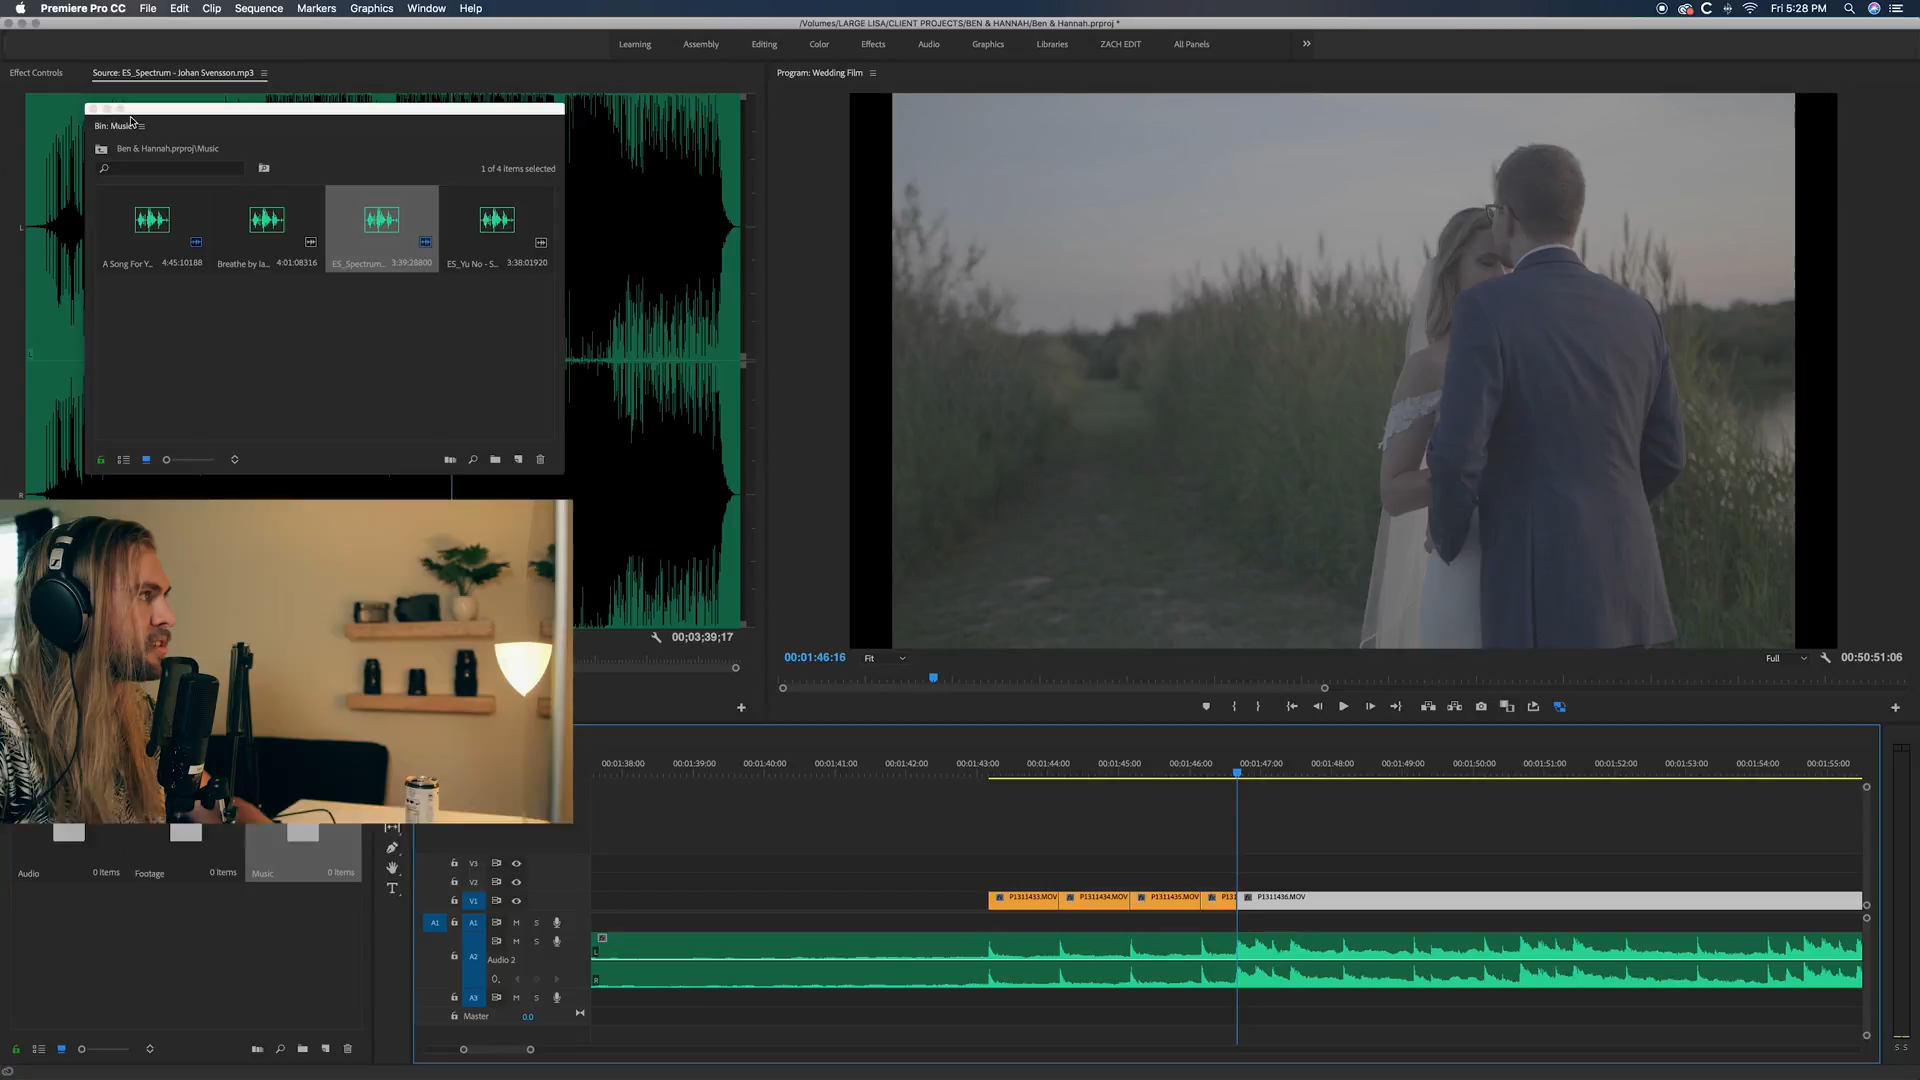 Premiere Pro CC File Edit Clip Sequence Markers Graphics Window Help
Fri 5:28 PM
/Volumes/LARGE LISA/CLIENT PROJECTS/BEN & HANNAH/Ben & Hannah.prproj *
Learning Assembly Editing Color Effects Audio Graphics Libraries ZACH EDIT All Panels
Effect Controls Source: ES_Spectrum - Johan Svensson.mp3
Program: Wedding Film
Bin: Music
Ben & Hannah.prproj\Music
1 of 4 items selected
A Song For Y... 4:45:10188
Breathe by Ia... 4:01:08316
ES_Spectrum... 3:39:28800
ES_Yu No - S... 3:38:01920
L
L
R
00;03;39;17
00:01:46:16 Fit Full 00:50:51:06
00:01:38:00 00:01:39:00 00:01:40:00 00:01:41:00 00:01:42:00 00:01:43:00 00:01:44:00 00:01:45:00 00:01:46:00 00:01:47:00 00:01:48:00 00:01:49:00 00:01:50:00 00:01:51:00 00:01:52:00 00:01:53:00 00:01:54:00 00:01:55:00
Audio 0 Items
Footage 0 Items
Music 0 Items
V3
V2
V1
P1311433.MOV P1311434.MOV P1311435.MOV P131 P1311436.MOV
A1 A1 M S
M S
A2 Audio 2
L
R
A3 M S
Master 0.0
S S